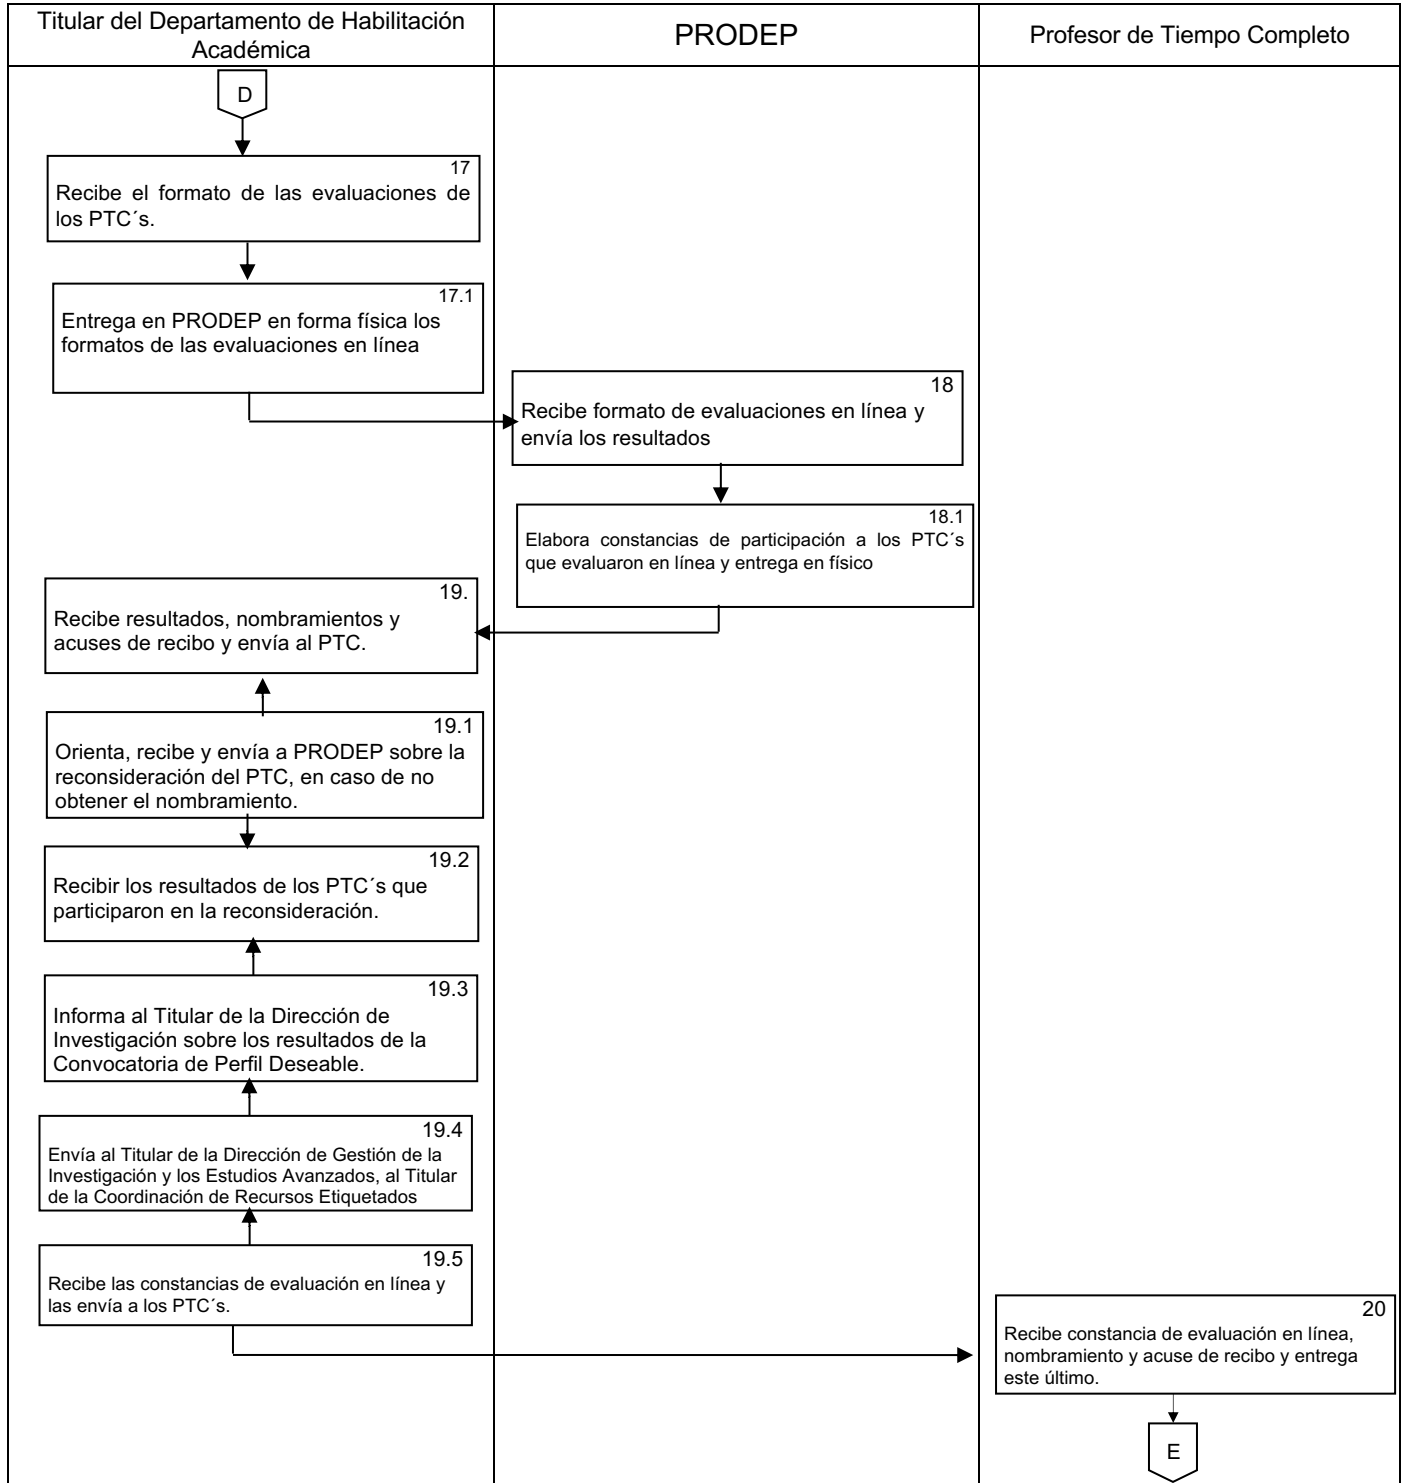 Titular del Departamento de Habilitación
Académica
PRODEP
Profesor de Tiempo Completo
D
17
Recibe el formato de las evaluaciones de
los PTC´s.
17.1
Entrega en PRODEP en forma física los
formatos de las evaluaciones en línea
18
Recibe formato de evaluaciones en línea y
envía los resultados
18.1
Elabora constancias de participación a los PTC´s
que evaluaron en línea y entrega en físico
19.
Recibe resultados, nombramientos y
acuses de recibo y envía al PTC.
19.1
Orienta, recibe y envía a PRODEP sobre la
reconsideración del PTC, en caso de no
obtener el nombramiento.
19.2
Recibir los resultados de los PTC´s que
participaron en la reconsideración.
19.3
Informa al Titular de la Dirección de
Investigación sobre los resultados de la
Convocatoria de Perfil Deseable.
19.4
Envía al Titular de la Dirección de Gestión de la
Investigación y los Estudios Avanzados, al Titular
de la Coordinación de Recursos Etiquetados
19.5
Recibe las constancias de evaluación en línea y
las envía a los PTC´s.
20
Recibe constancia de evaluación en línea,
nombramiento y acuse de recibo y entrega
este último.
E